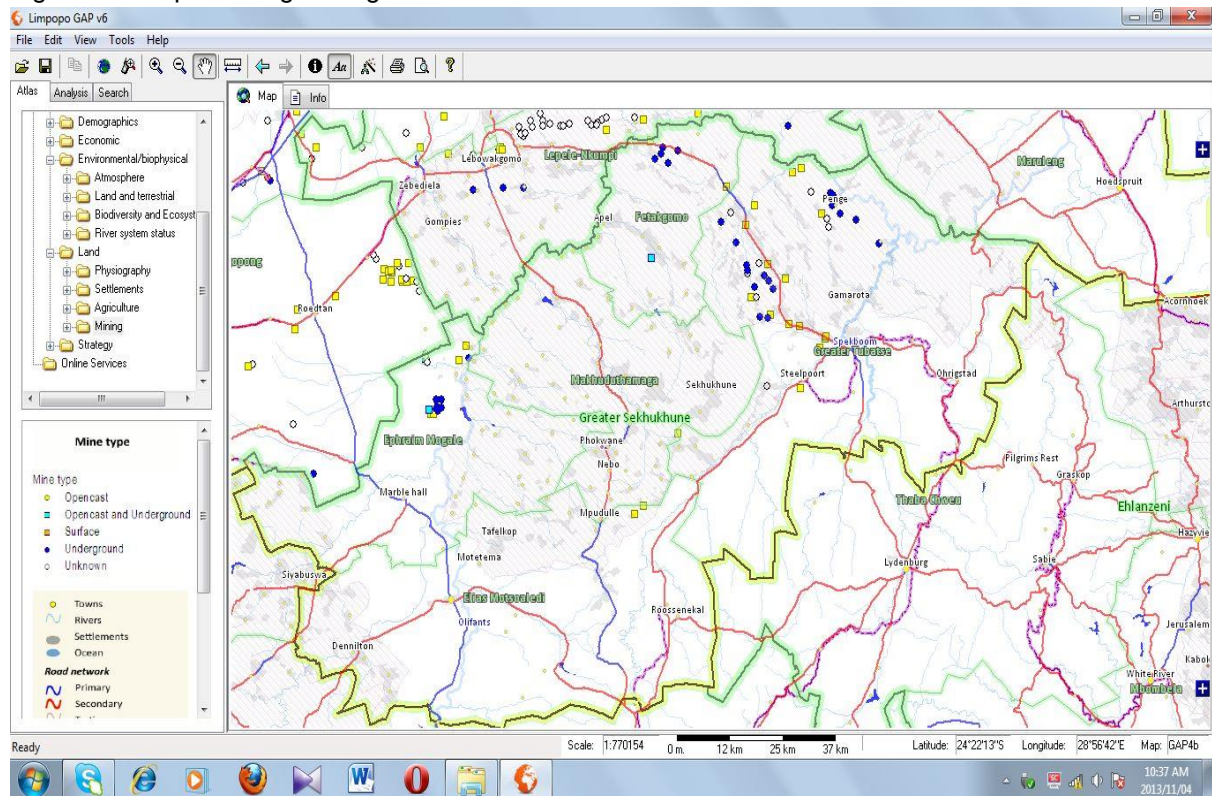 Limpopo GAP v6
File Edit View Tools Help
Atlas Analysis Search
Map Info
Demographics
Economic
Environmental/biophysical
Atmosphere
Land and terrestrial
Biodiversity and Ecosyst
River system status
Land
Physiography
Settlements
Agriculture
Mining
Strategy
Online Services
Mine type
Mine type
Opencast
Opencast and Underground
Surface
Underground
Unknown
Towns
Rivers
Settlements
Ocean
Road network
Primary
Secondary
Lebowakgomo
Lepele-Nkumpi
Maruleng
Hoedspruit
Zebediela
Penge
Gompies
Apel
Fetakgomo
Roedtan
Gamarota
Acornhoek
Spekboom
Greater Tubatse
Steelpoort
Ohrigstad
Makhuduthamaga
Sekhukhune
Greater Sekhukhune
Ephraim Mogale
Phokwane
Nebo
Pilgrims Rest
Graskop
Marble hall
Mpudulle
Thaba Chweu
Ehlanzeni
Tafelkop
Motetema
Hazyvie
Siyabuswa
Lydenburg
Sabie
Elias Motsoaledi
Roossenekal
Olifants
Jerusalem
Dennilton
Kabok
White River
Mbombela
Ready
Scale: 1:770154
0 m. 12 km 25 km 37 km
Latitude: 24°22'13"S Longitude: 28°56'42"E Map: GAP4b
10:37 AM
2013/11/04